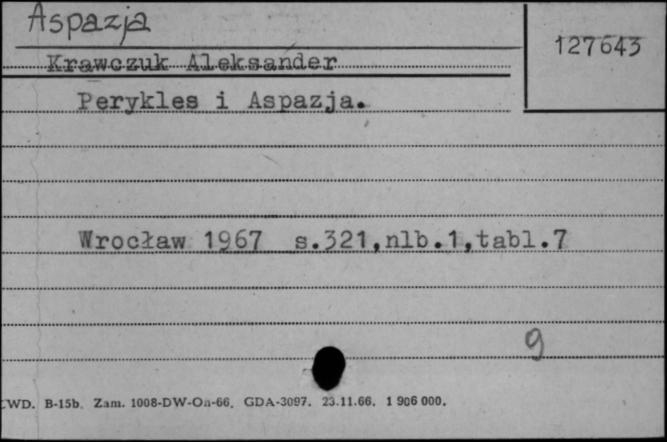 Aspazja
127643
Krawczuk Aleksander
Perykles i Aspazja.
Wrocław 1967 s.321,nlb.1,tabl.7
9
WD. B-15b. Zam. 1008-DW-On-66. GDA-3097. 23.11.66. 1 906 000.